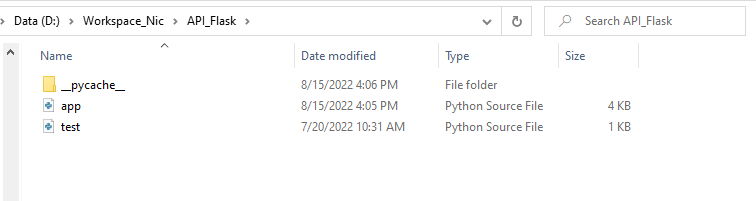 Data (D:) > Workspace_Nic > API_Flask > Search API_Flask
Name Date modified Type Size
__pycache__ 8/15/2022 4:06 PM File folder
app 8/15/2022 4:05 PM Python Source File 4 KB
test 7/20/2022 10:31 AM Python Source File 1 KB